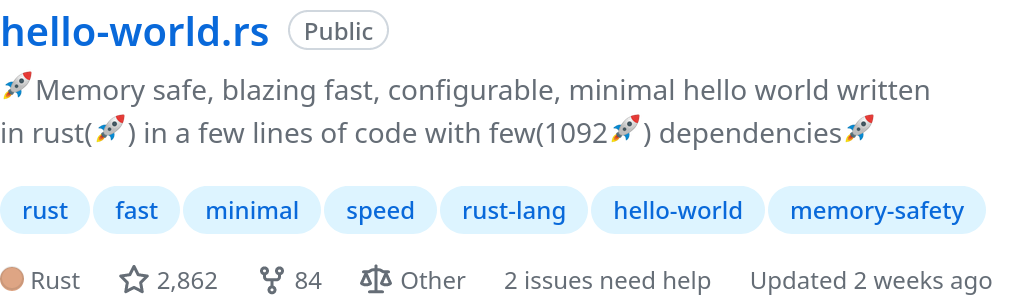 hello-world.rs Public
🚀Memory safe, blazing fast, configurable, minimal hello world written
in rust(🚀) in a few lines of code with few(1092🚀) dependencies🚀
rust fast minimal speed rust-lang hello-world memory-safety
Rust 2,862 84 Other 2 issues need help Updated 2 weeks ago